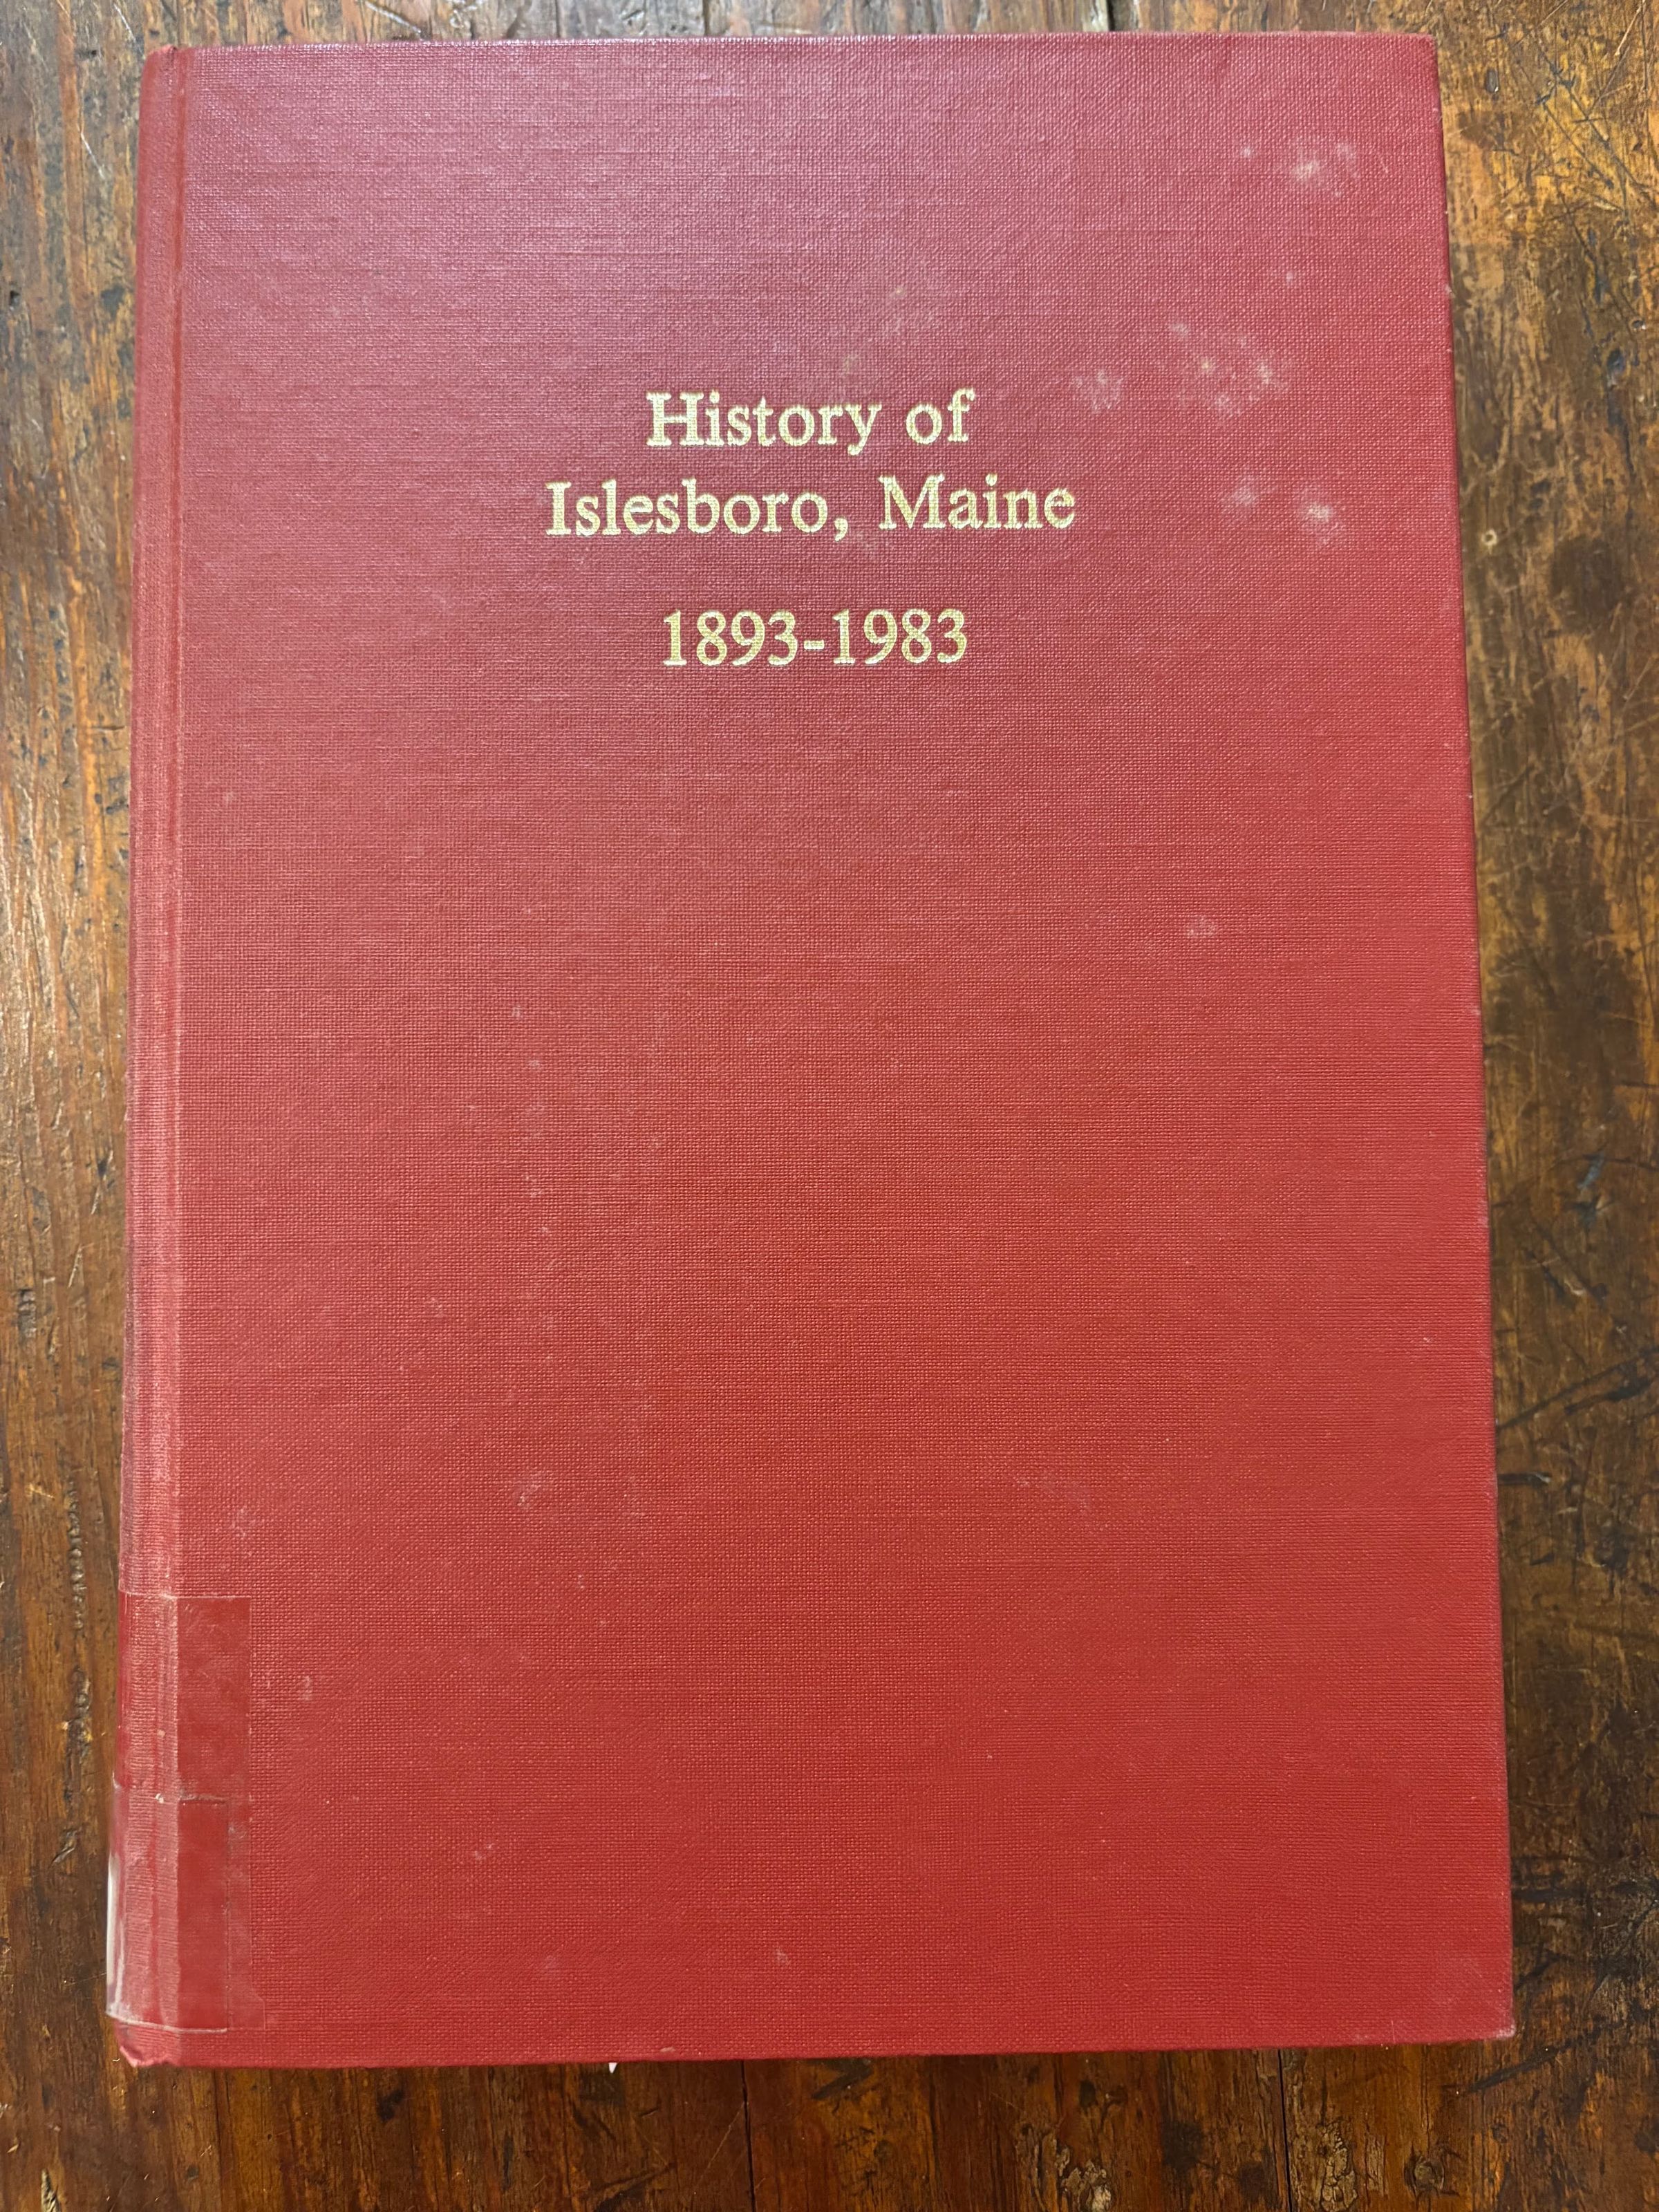 History of
Islesboro, Maine
1893-1983